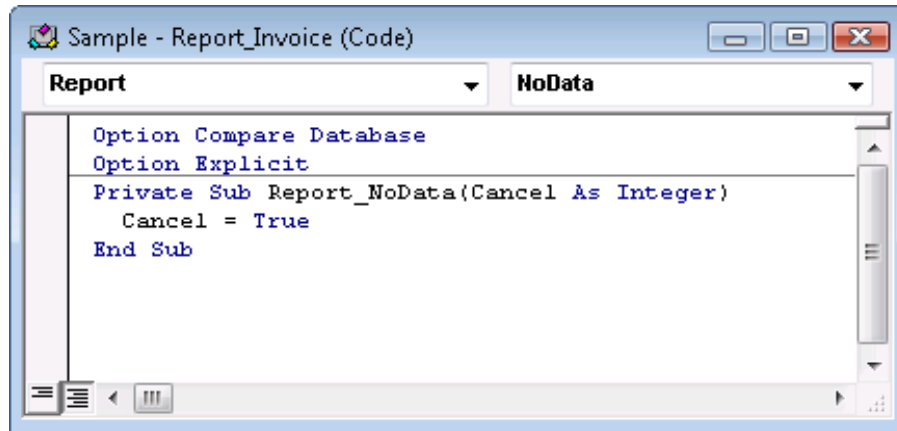 Sample - Report_Invoice (Code)
Report NoData
Option Compare Database
Option Explicit
Private Sub Report_NoData(Cancel As Integer)
  Cancel = True
End Sub